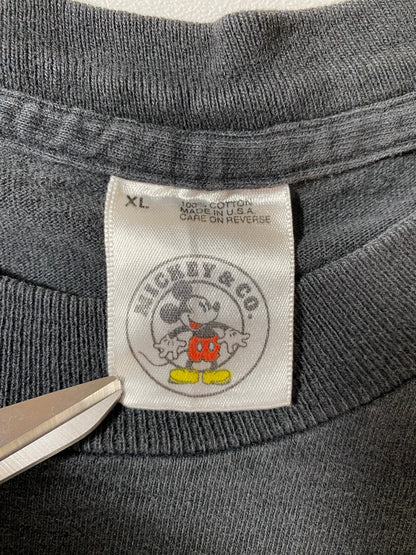 XL
100% COTTON
MADE IN U.S.A.
CARE ON REVERSE
MICKEY & CO.